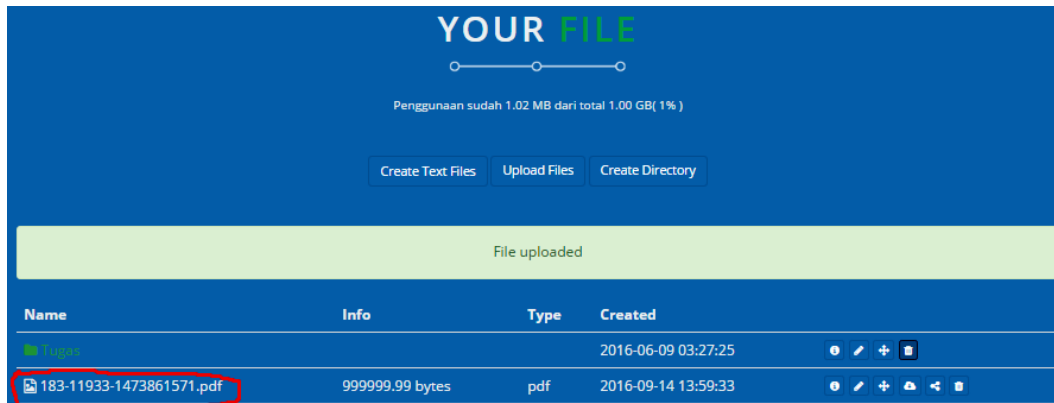 YOUR FILE
Penggunaan sudah 1.02 MB dari total 1.00 GB( 1% )
Create Text Files Upload Files Create Directory
File uploaded
Name Info Type Created
Tugas 2016-06-09 03:27:25
183-11933-1473861571.pdf 999999.99 bytes pdf 2016-09-14 13:59:33